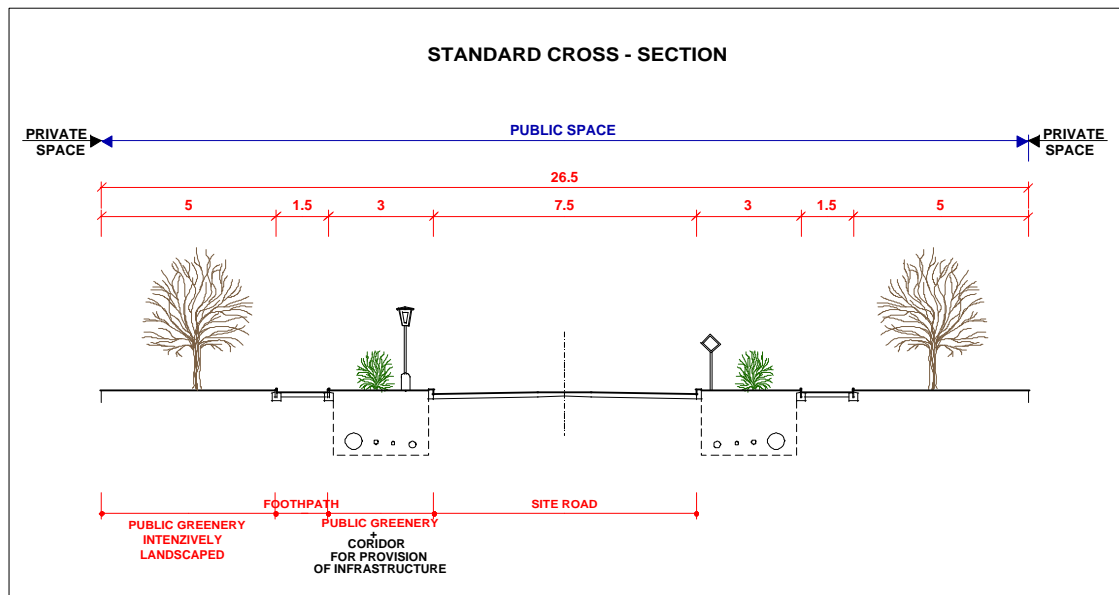 STANDARD CROSS - SECTION
PRIVATE
SPACE
PUBLIC SPACE
PRIVATE
SPACE
26.5
5 1.5 3 7.5 3 1.5 5
FOOTHPATH
SITE ROAD
PUBLIC GREENERY
INTENZIVELY
LANDSCAPED
PUBLIC GREENERY
+
CORIDOR
FOR PROVISION
OF INFRASTRUCTURE